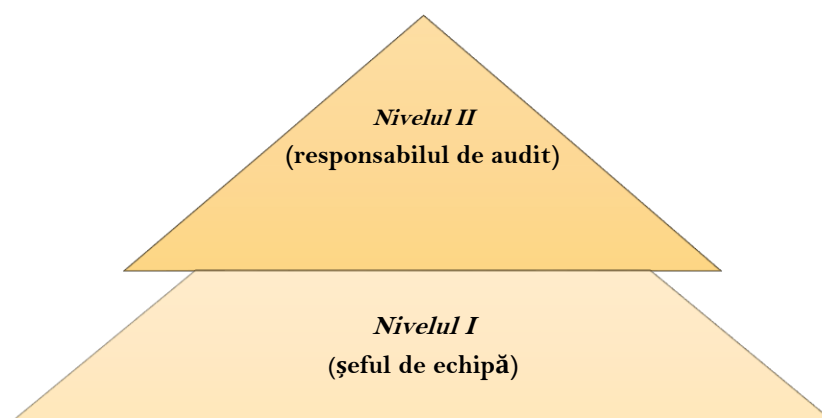 Nivelul II
(responsabilul de audit)
Nivelul I
(șeful de echipă)